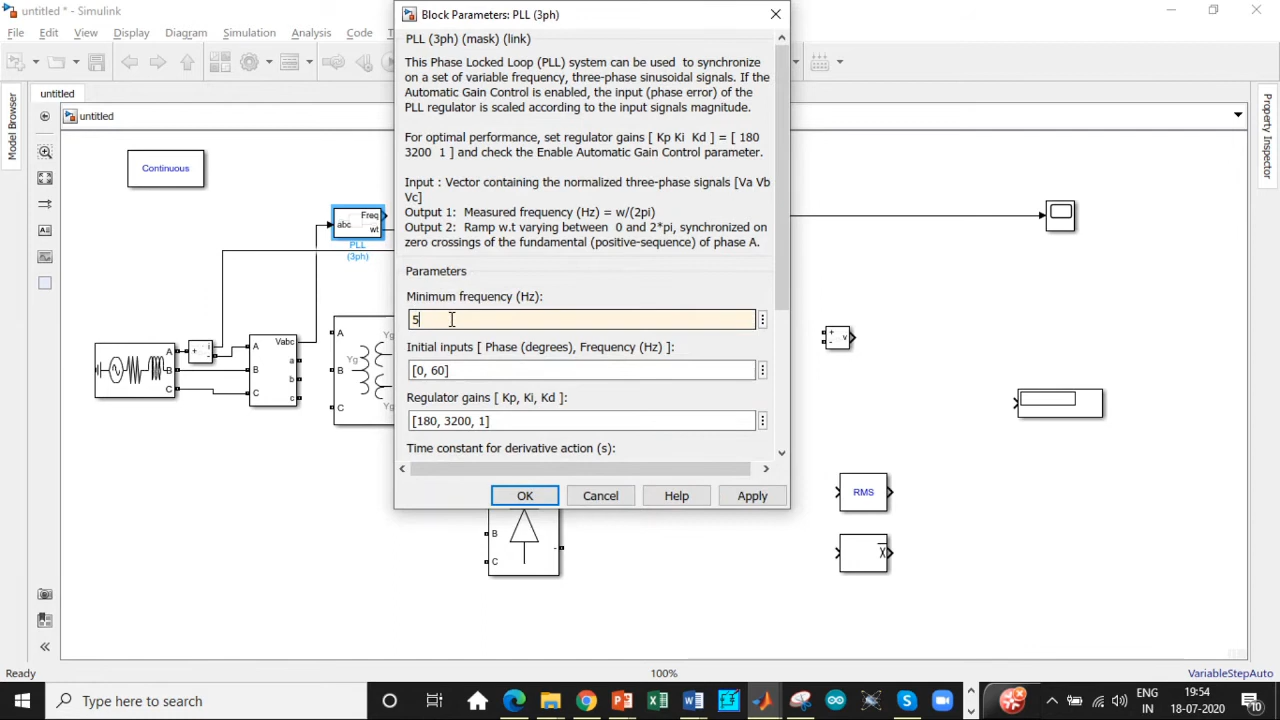 untitled * - Simulink
File Edit View Display Diagram Simulation Analysis Code
untitled
untitled
Model Browser
Property Inspector
Continuous
Freq
abc
wt
PLL
(3ph)
Block Parameters: PLL (3ph)
PLL (3ph) (mask) (link)
This Phase Locked Loop (PLL) system can be used to synchronize
on a set of variable frequency, three-phase sinusoidal signals. If the
Automatic Gain Control is enabled, the input (phase error) of the
PLL regulator is scaled according to the input signals magnitude.
For optimal performance, set regulator gains [ Kp Ki Kd ] = [ 180
3200 1 ] and check the Enable Automatic Gain Control parameter.
Input : Vector containing the normalized three-phase signals [Va Vb
Vc]
Output 1: Measured frequency (Hz) = w/(2pi)
Output 2: Ramp w.t varying between 0 and 2*pi, synchronized on
zero crossings of the fundamental (positive-sequence) of phase A.
Parameters
Minimum frequency (Hz):
5
Initial inputs [ Phase (degrees), Frequency (Hz) ]:
[0, 60]
Regulator gains [ Kp, Ki, Kd ]:
[180, 3200, 1]
Time constant for derivative action (s):
OK Cancel Help Apply
A
B
C
+ i
-
Vabc
A
B
C
a
b
c
A
B
C
Yg
Yg
Yg
B
C
-
+
-
v
RMS
X
Ready
100%
VariableStepAuto
Type here to search
ENG
IN
19:54
18-07-2020
10